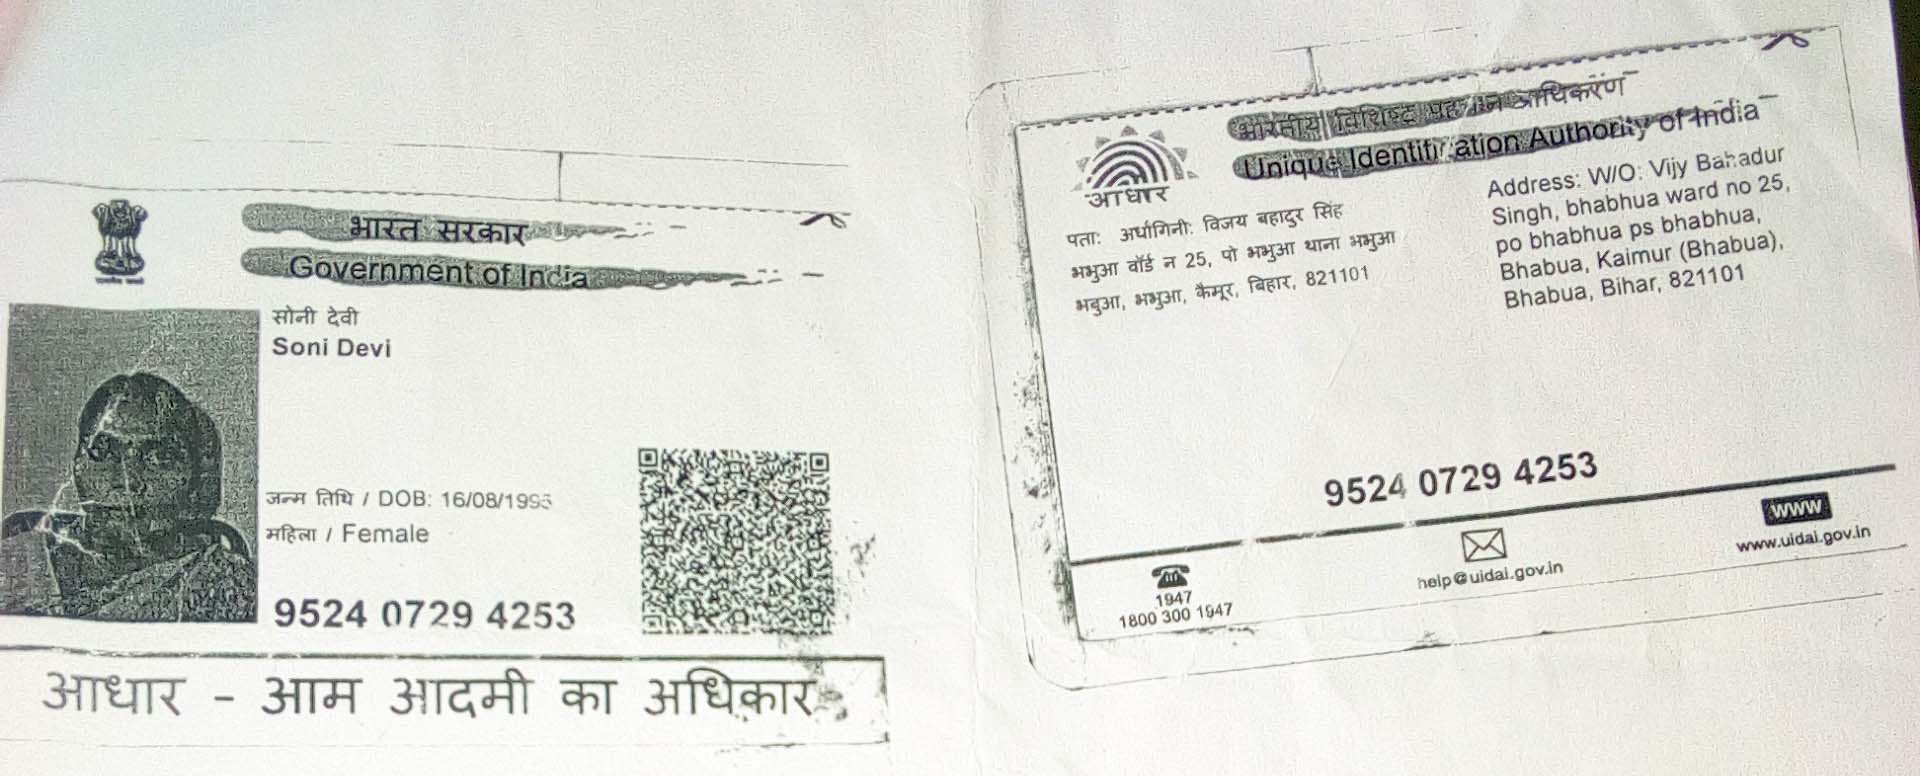 भारत सरकार
Government of India
सोनी देवी
Soni Devi
जन्म तिथि / DOB: 16/08/
महिला / Female
9524 0729 4253
आधार - आम आदमी का अधिकार
भारतीय विशिष्ट पहचान प्राधिकरण
Unique Identification Authority of India
आधार
पता: अर्धागिनी: विजय बहादुर सिंह
भभुआ वॉर्ड न 25, पो भभुआ थाना भभुआ
भबुआ, भभुआ, कैमूर, बिहार, 821101
Address: W/O: Vijy Bahadur
Singh, bhabhua ward no 25,
po bhabhua ps bhabhua,
Bhabua, Kaimur (Bhabua),
Bhabua, Bihar, 821101
9524 0729 4253
1947
1800 300 1947
help@uidai.gov.in
www
www.uidai.gov.in